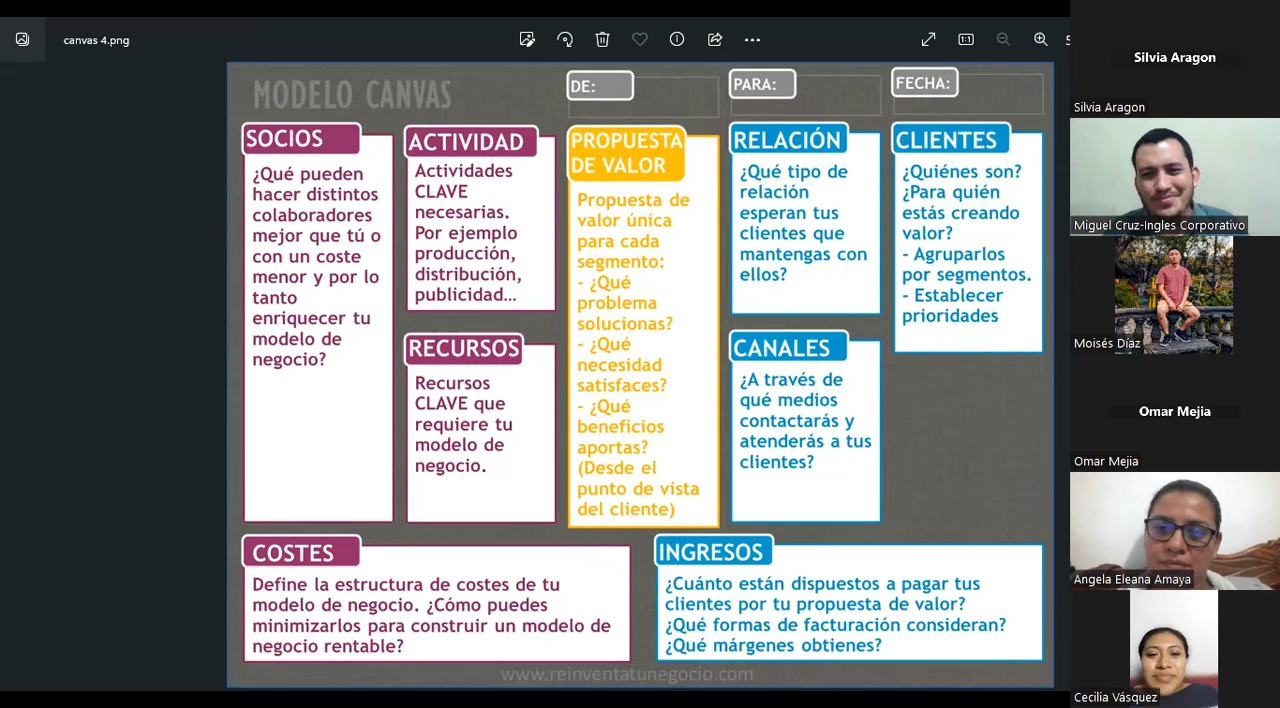 canvas 4.png
MODELO CANVAS
DE:
PARA:
FECHA:
SOCIOS
¿Qué pueden
hacer distintos
colaboradores
mejor que tú o
con un coste
menor y por lo
tanto
enriquecer tu
modelo de
negocio?
ACTIVIDAD
Actividades
CLAVE
necesarias.
Por ejemplo
producción,
distribución,
publicidad...
RECURSOS
Recursos
CLAVE que
requiere tu
modelo de
negocio.
PROPUESTA
DE VALOR
Propuesta de
valor única
para cada
segmento:
- ¿Qué
problema
solucionas?
- ¿Qué
necesidad
satisfaces?
- ¿Qué
beneficios
aportas?
(Desde el
punto de vista
del cliente)
RELACIÓN
¿Qué tipo de
relación
esperan tus
clientes que
mantengas con
ellos?
CANALES
¿A través de
qué medios
contactarás y
atenderás a tus
clientes?
CLIENTES
¿Quiénes son?
¿Para quién
estás creando
valor?
- Agruparlos
por segmentos.
- Establecer
prioridades
COSTES
Define la estructura de costes de tu
modelo de negocio. ¿Cómo puedes
minimizarlos para construir un modelo de
negocio rentable?
INGRESOS
¿Cuánto están dispuestos a pagar tus
clientes por tu propuesta de valor?
¿Qué formas de facturación consideran?
¿Qué márgenes obtienes?
www.reinventatunegocio.com
Silvia Aragon
Silvia Aragon
Miguel Cruz-Ingles Corporativo
Moisés Díaz
Omar Mejia
Omar Mejia
Angela Eleana Amaya
Cecilia Vásquez